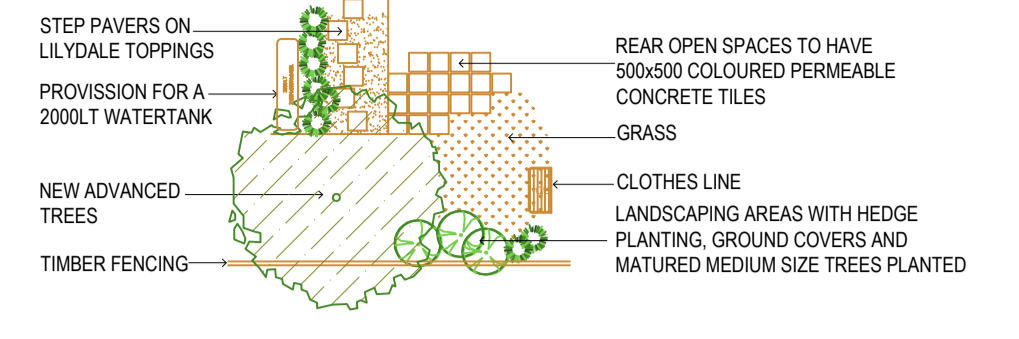 STEP PAVERS ON
LILYDALE TOPPINGS
PROVISSION FOR A
2000LT WATERTANK
NEW ADVANCED
TREES
TIMBER FENCING
REAR OPEN SPACES TO HAVE
500x500 COLOURED PERMEABLE
CONCRETE TILES
GRASS
CLOTHES LINE
LANDSCAPING AREAS WITH HEDGE
PLANTING, GROUND COVERS AND
MATURED MEDIUM SIZE TREES PLANTED